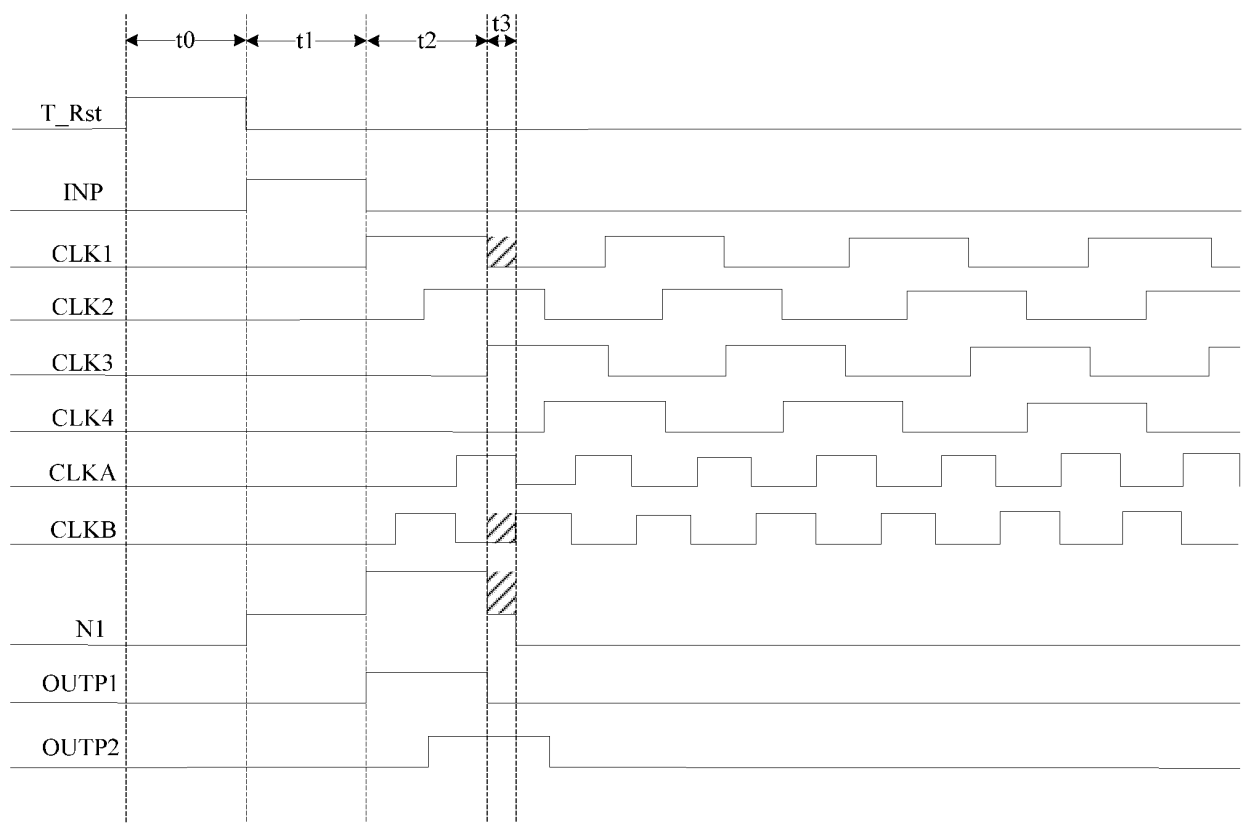 t3
t0 t1 t2
T_Rst
INP
CLK1
CLK2
CLK3
CLK4
CLKA
CLKB
N1
OUTP1
OUTP2